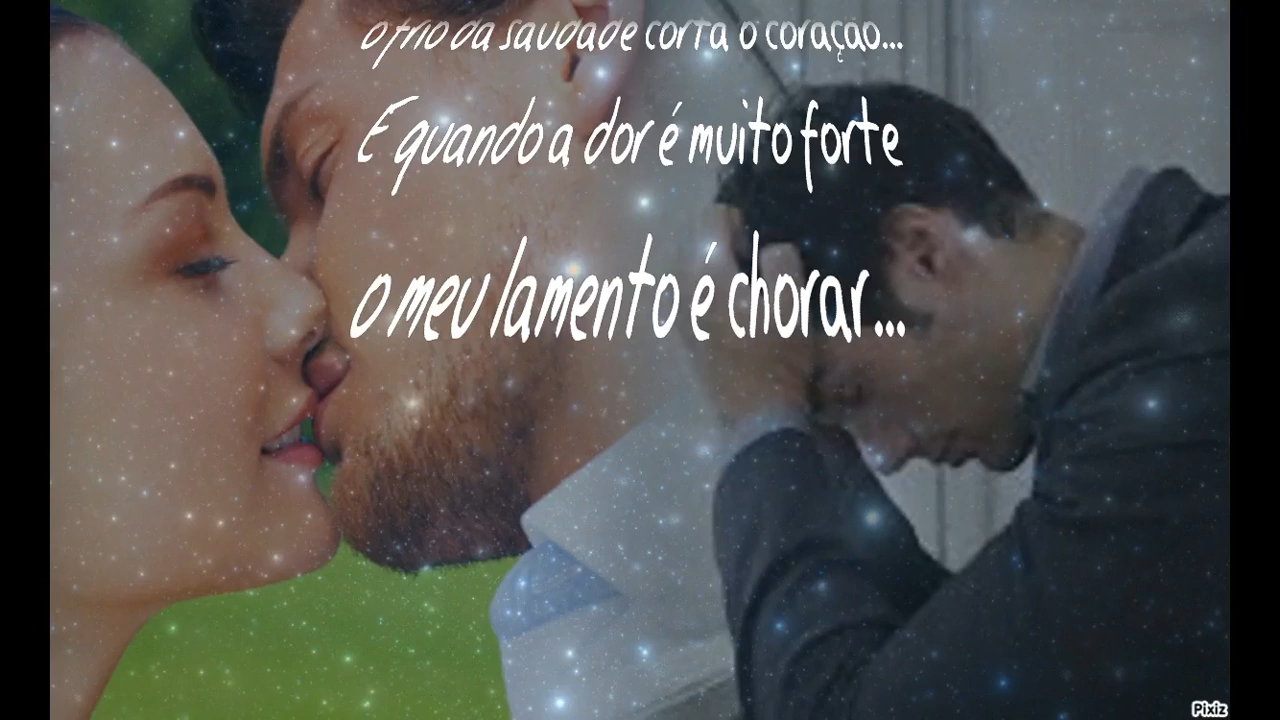 o frio da saudade corta o coração...
E quando a dor é muito forte
o meu lamento é chorar...
Pixiz